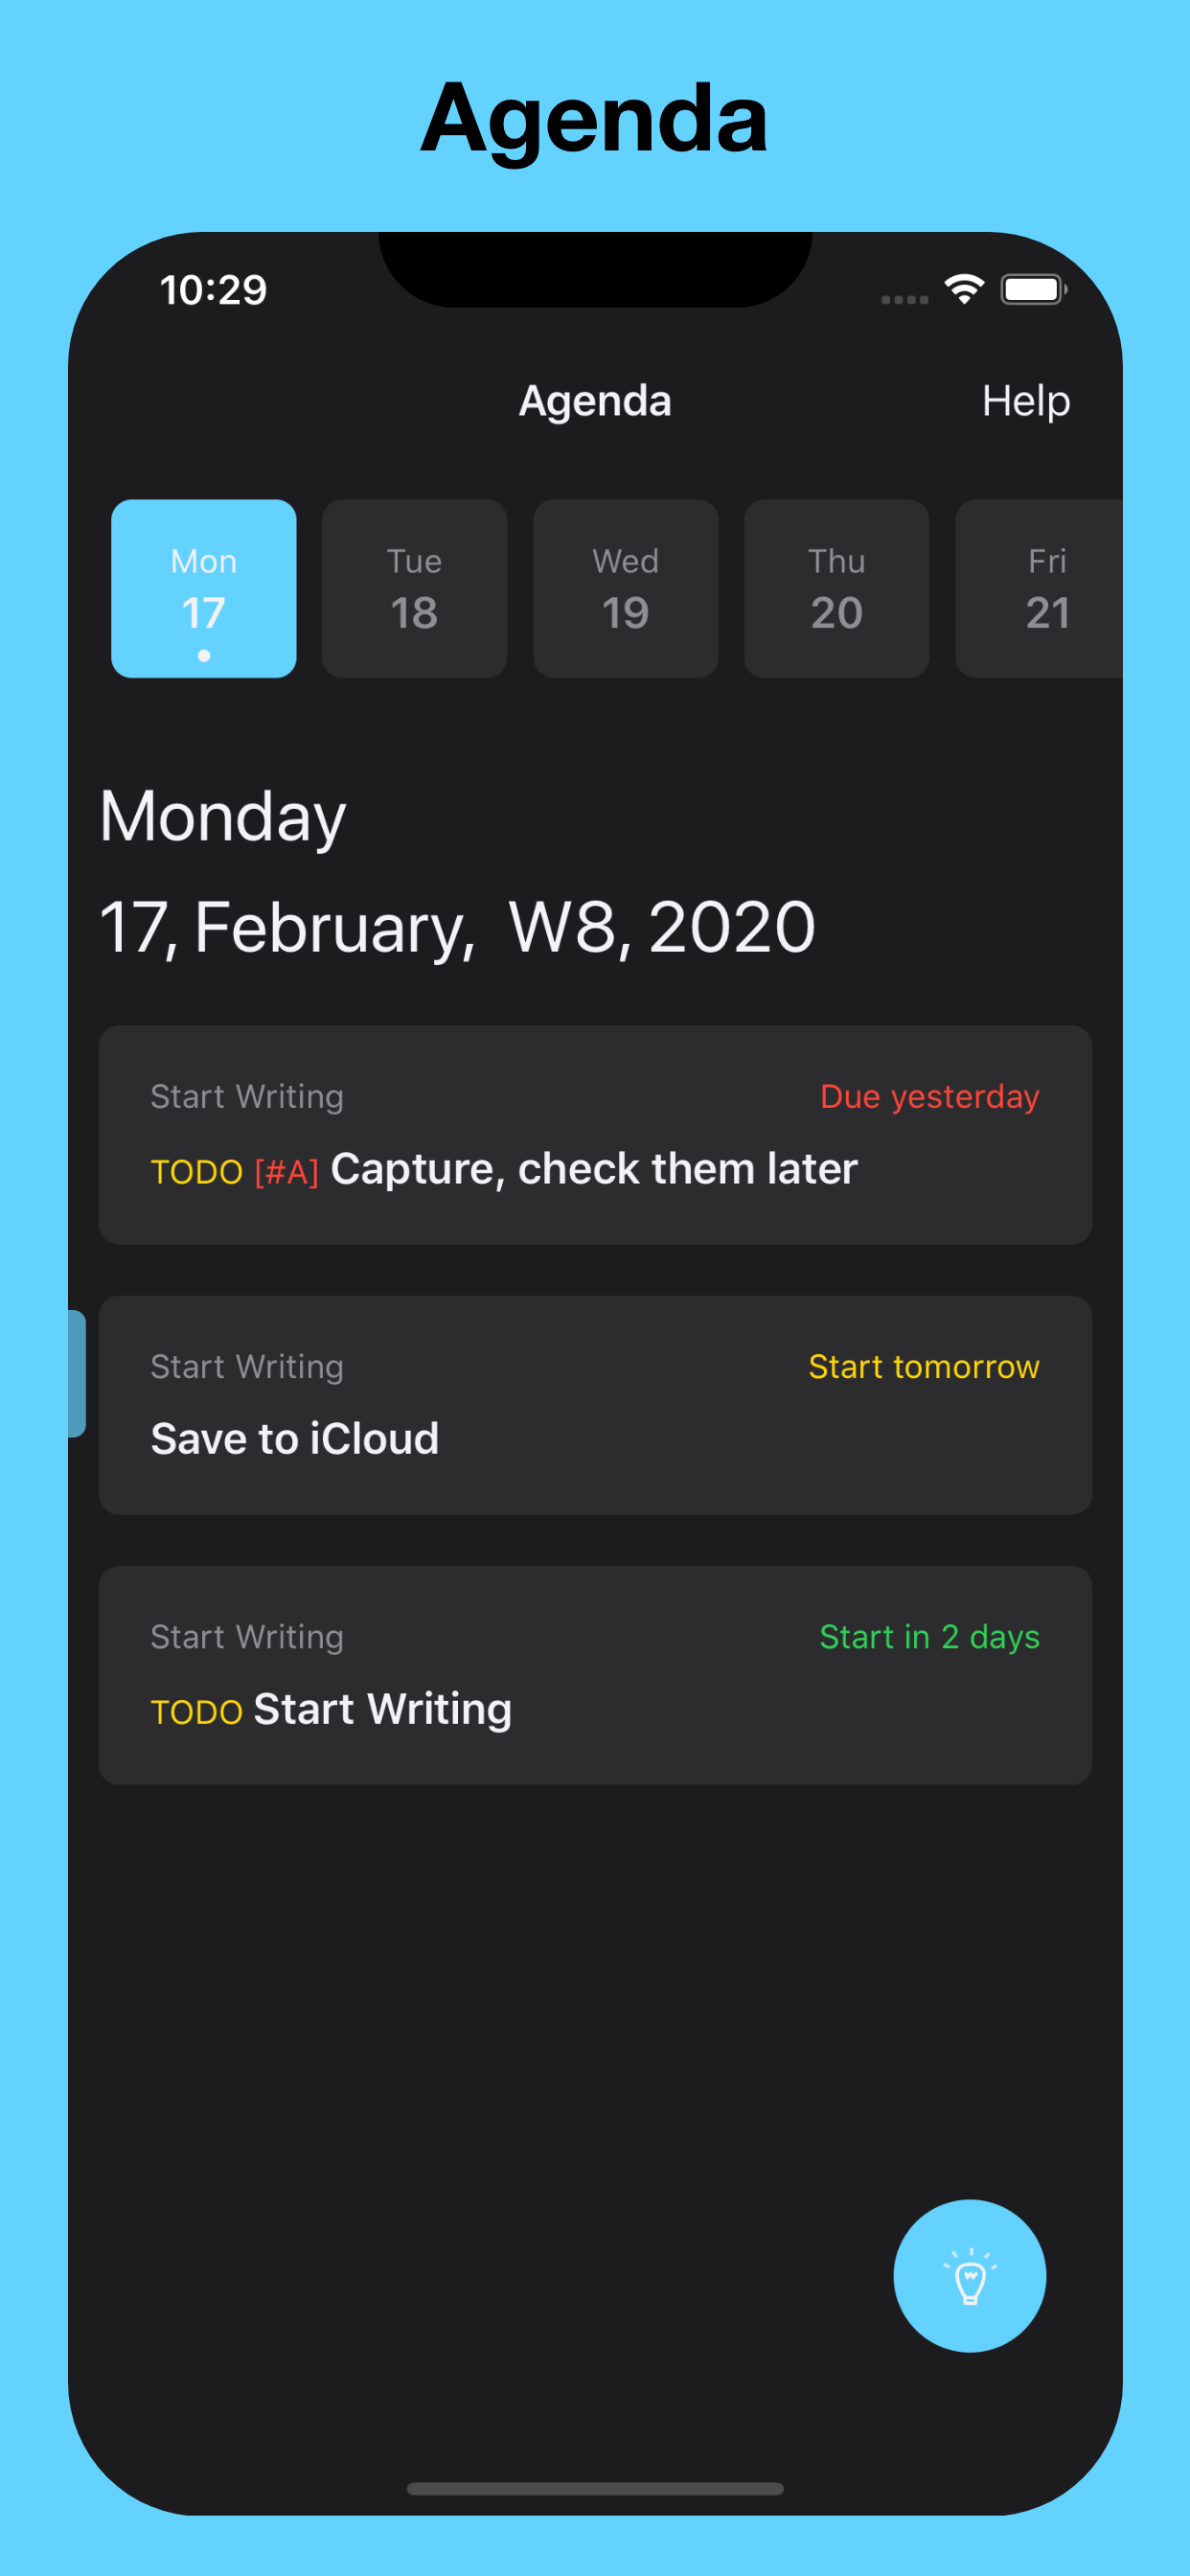 Agenda
10:29
Agenda Help
Mon Tue Wed Thu Fri
17 18 19 20 21
Monday
17, February, W8, 2020
Start Writing Due yesterday
TODO [#A] Capture, check them later
Start Writing Start tomorrow
Save to iCloud
Start Writing Start in 2 days
TODO Start Writing